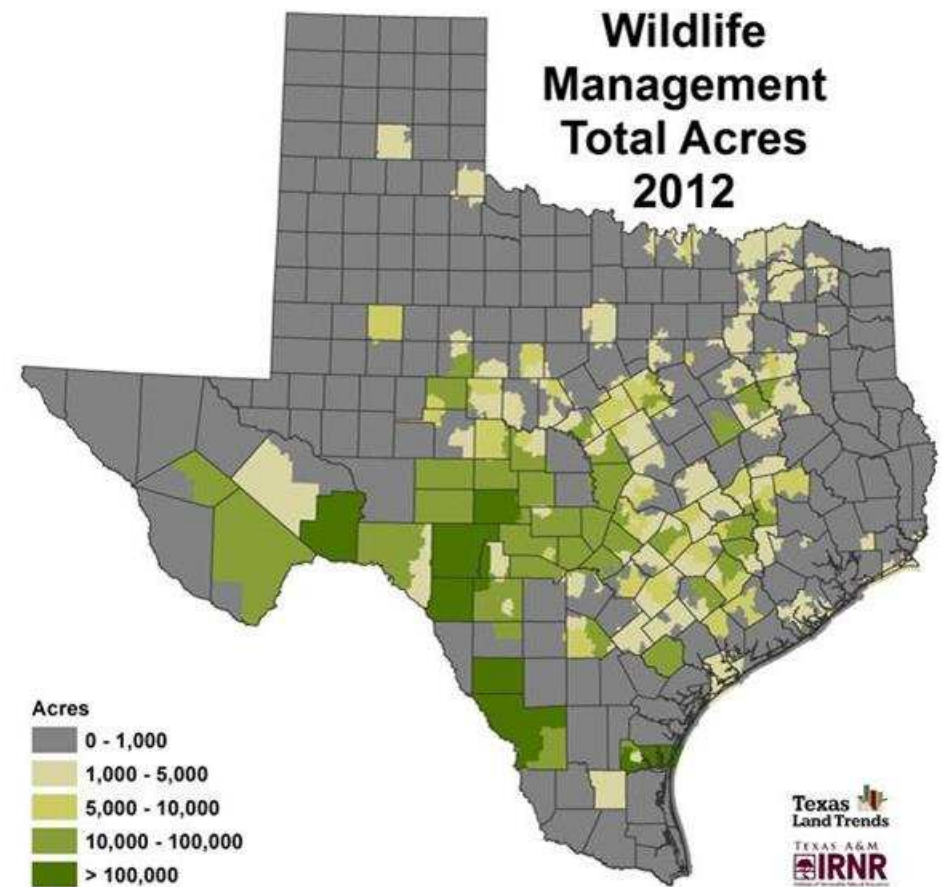 Wildlife
Management
Total Acres
2012
Acres
0 - 1,000
1,000 - 5,000
5,000 - 10,000
10,000 - 100,000
> 100,000
Texas
Land Trends
TEXAS A&M
IRNR